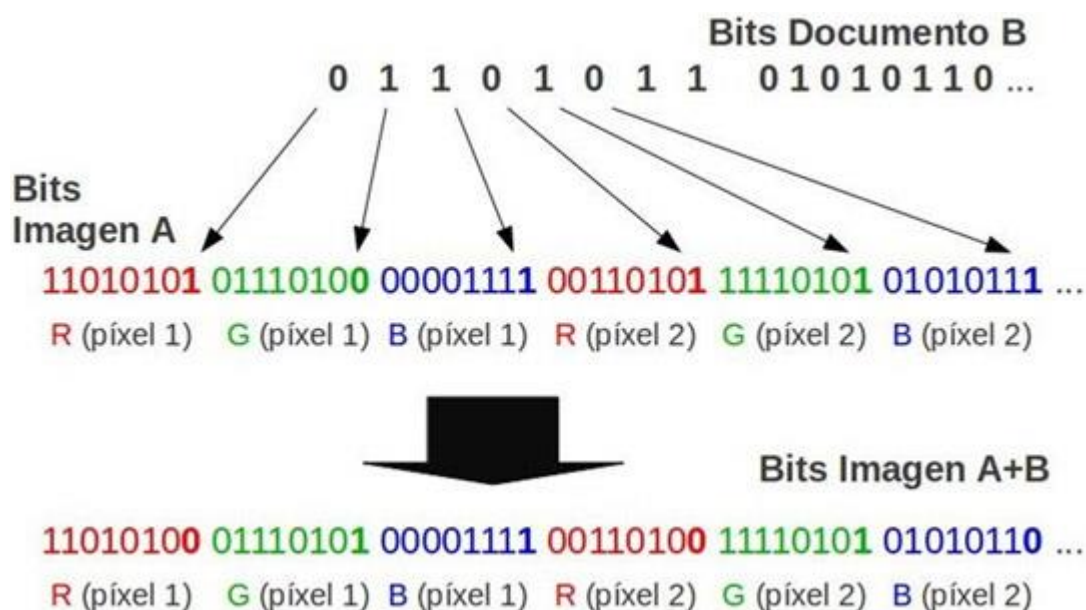 Bits Documento B
0 1 1 0 1 0 1 1 01010110 ...
Bits
Imagen A
11010101 01110100 00001111 00110101 11110101 01010111 ...
R (píxel 1) G (píxel 1) B (píxel 1) R (píxel 2) G (píxel 2) B (píxel 2)
Bits Imagen A+B
11010100 01110101 00001111 00110100 11110101 01010110 ...
R (píxel 1) G (píxel 1) B (píxel 1) R (píxel 2) G (píxel 2) B (píxel 2)